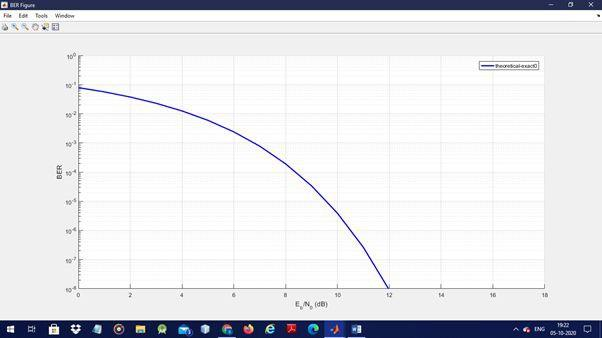 BER Figure
File Edit Tools Window
theoretical-exact0
10^0
10^-1
10^-2
10^-3
10^-4
10^-5
10^-6
10^-7
10^-8
BER
0 2 4 6 8 10 12 14 16 18
E_b/N_0 (dB)
ENG
19:22
05-10-2020